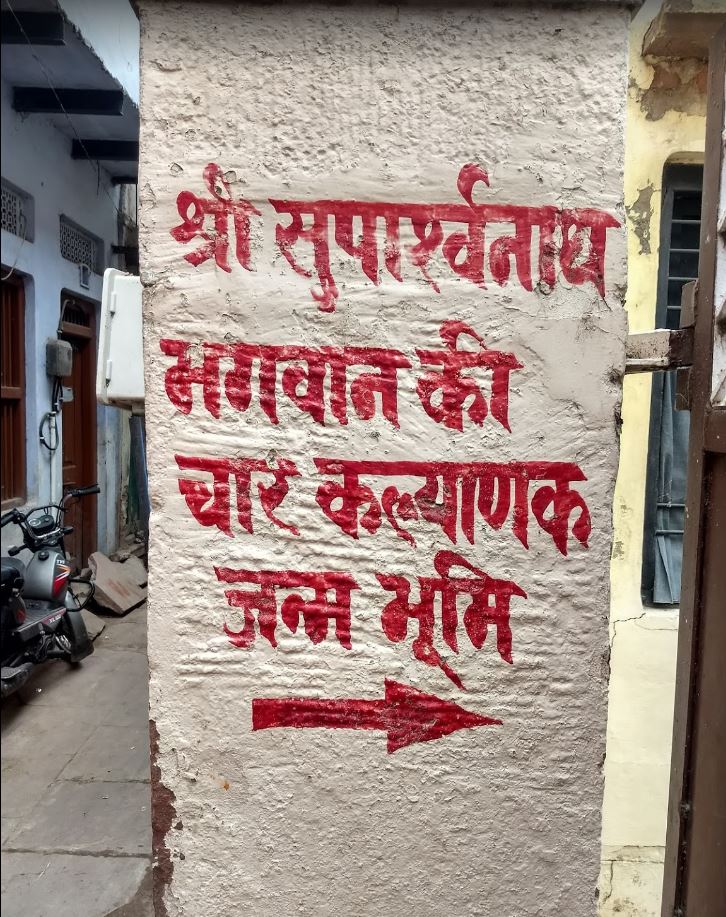 श्री सुपार्श्वनाथ
भगवान की
चार कल्याणक
जन्म भूमि